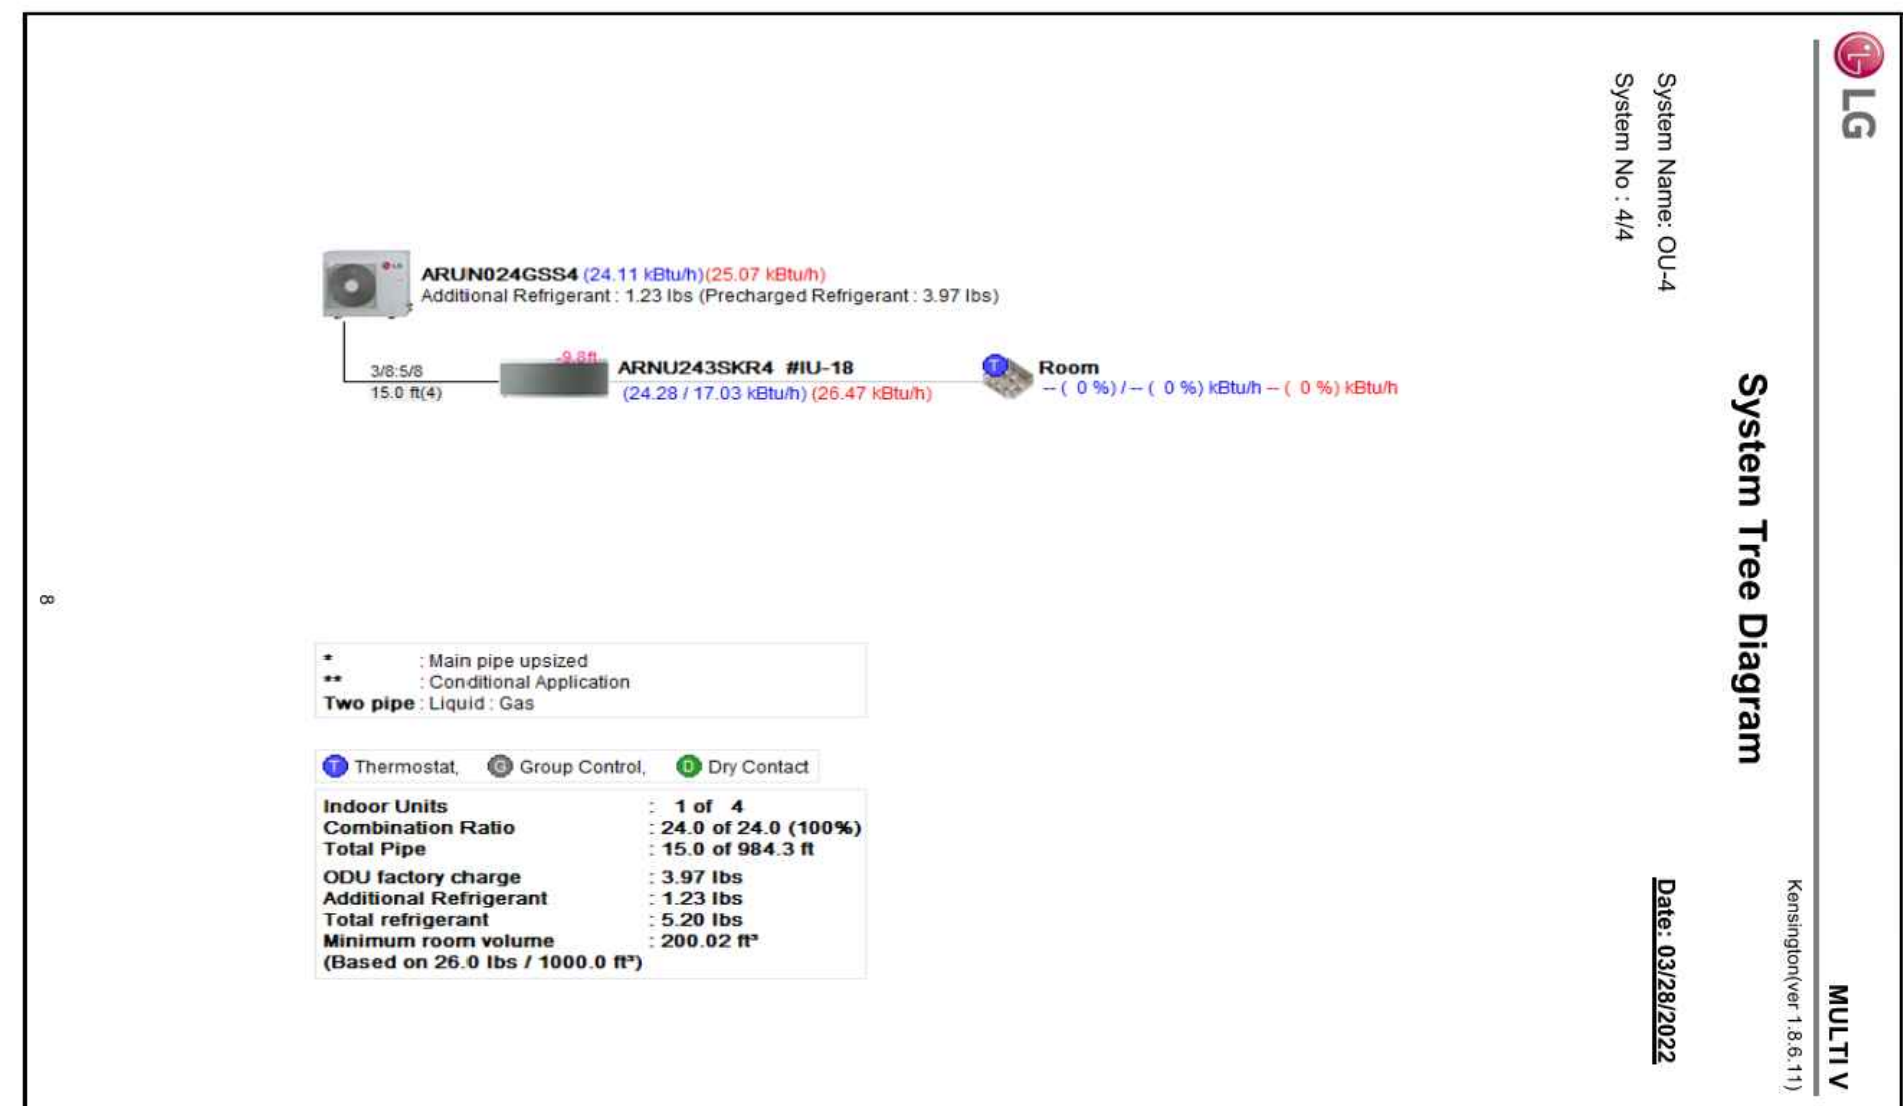 LG
MULTI V
Kensington(ver 1.8.6.11)
System Tree Diagram
System Name: OU-4
Date: 03/28/2022
System No : 4/4
ARUN024GSS4 (24.11 kBtu/h)(25.07 kBtu/h)
Additional Refrigerant : 1.23 lbs (Precharged Refrigerant : 3.97 lbs)
3/8:5/8
15.0 ft(4)
-9.8ft
ARNU243SKR4 #IU-18
(24.28 / 17.03 kBtu/h) (26.47 kBtu/h)
T
Room
-- ( 0 %) / -- ( 0 %) kBtu/h -- ( 0 %) kBtu/h
* : Main pipe upsized
** : Conditional Application
Two pipe : Liquid : Gas
T Thermostat, G Group Control, D Dry Contact
Indoor Units : 1 of 4
Combination Ratio : 24.0 of 24.0 (100%)
Total Pipe : 15.0 of 984.3 ft
ODU factory charge : 3.97 lbs
Additional Refrigerant : 1.23 lbs
Total refrigerant : 5.20 lbs
Minimum room volume : 200.02 ft³
(Based on 26.0 lbs / 1000.0 ft³)
8